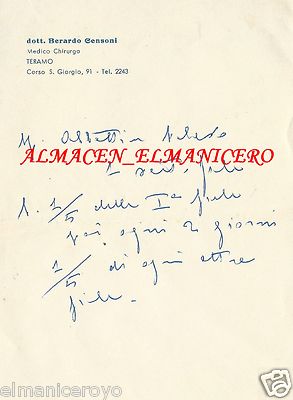 dott. Berardo Censoni
Medico Chirurgo
TERAMO
Corso S. Giorgio, 91 - Tel. 2243
ALMACEN_ELMANICERO
S. 1/5 della Iª fiala
poi ogni 2 giorni
1/5 di ogni altra
fiala.
elmaniceroyo